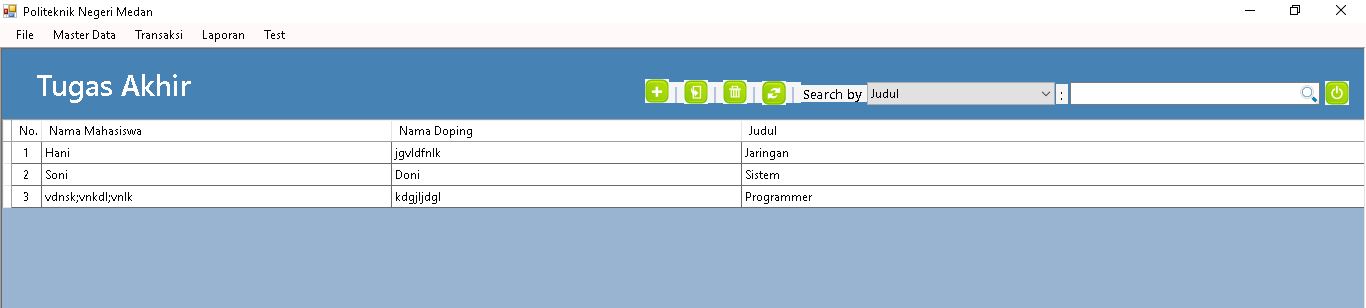 Politeknik Negeri Medan
File Master Data Transaksi Laporan Test
Tugas Akhir
Search by Judul :
No. Nama Mahasiswa Nama Doping Judul
1 Hani jgvldfnlk Jaringan
2 Soni Doni Sistem
3 vdnsk;vnkdl;vnlk kdgjljdgl Programmer